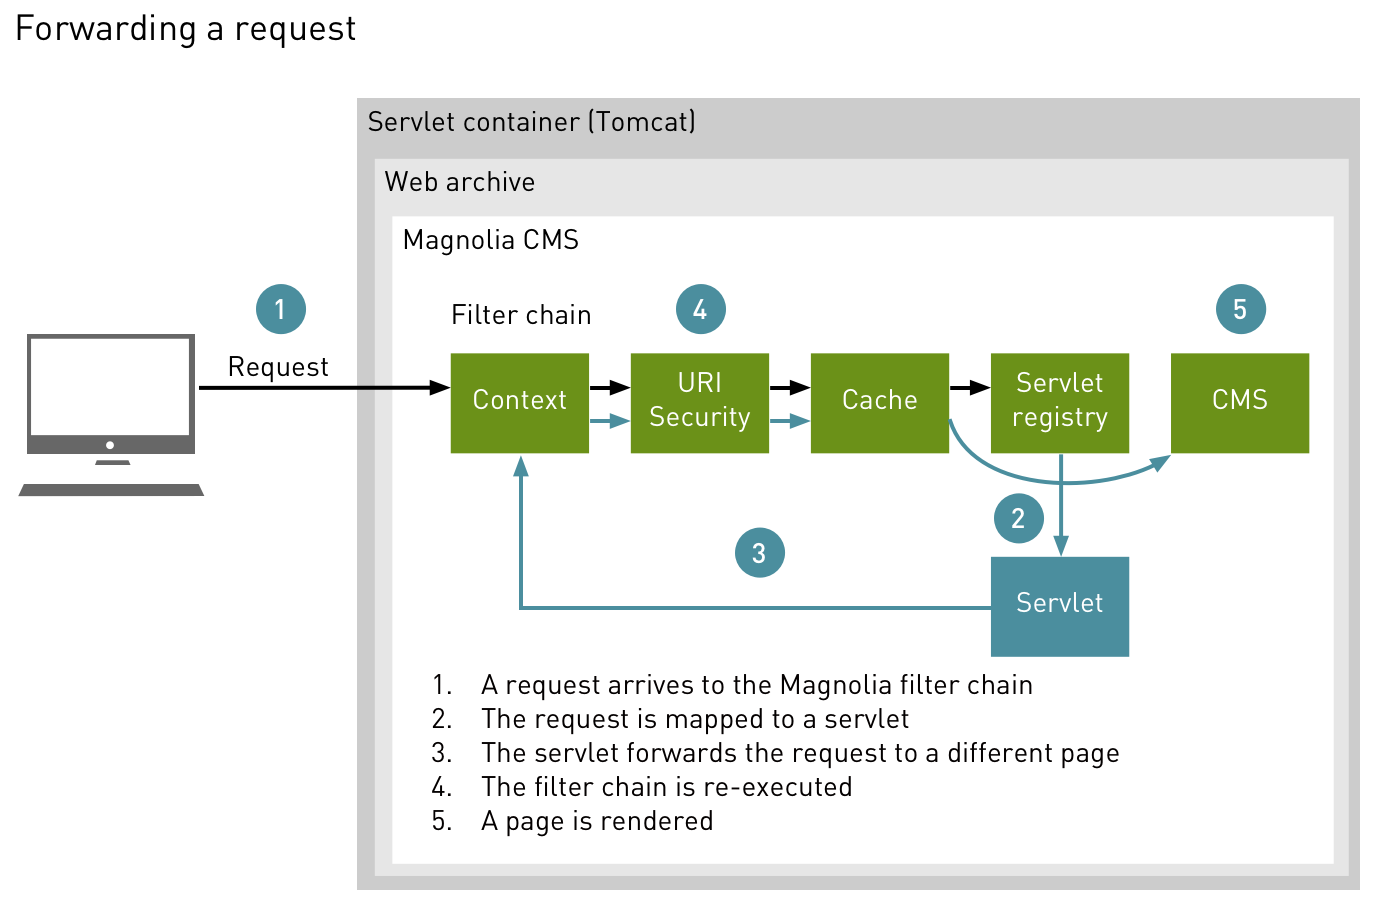 Forwarding a request
Servlet container (Tomcat)
Web archive
Magnolia CMS
Filter chain
1
4
5
Request
Context
URI
Security
Cache
Servlet
registry
CMS
2
3
Servlet
1. A request arrives to the Magnolia filter chain
2. The request is mapped to a servlet
3. The servlet forwards the request to a different page
4. The filter chain is re-executed
5. A page is rendered